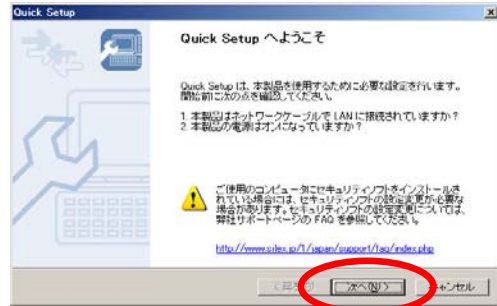 Quick Setup
Quick Setup へようこそ
Quick Setup は、本製品を使用するために必要な設定を行います。
開始前に次の点を確認してください。
1. 本製品はネットワークケーブルで LAN に接続されていますか？
2. 本製品の電源はオンになっていますか？
ご使用のコンピュータにセキュリティソフトをインストールさ
れている場合には、セキュリティソフトの設定変更が必要な
場合があります。セキュリティソフトの設定変更については、
弊社サポートページの FAQ を参照してください。
http://www.silex.jp/1/japan/support/faq/index.php
次へ(N) >
キャンセル